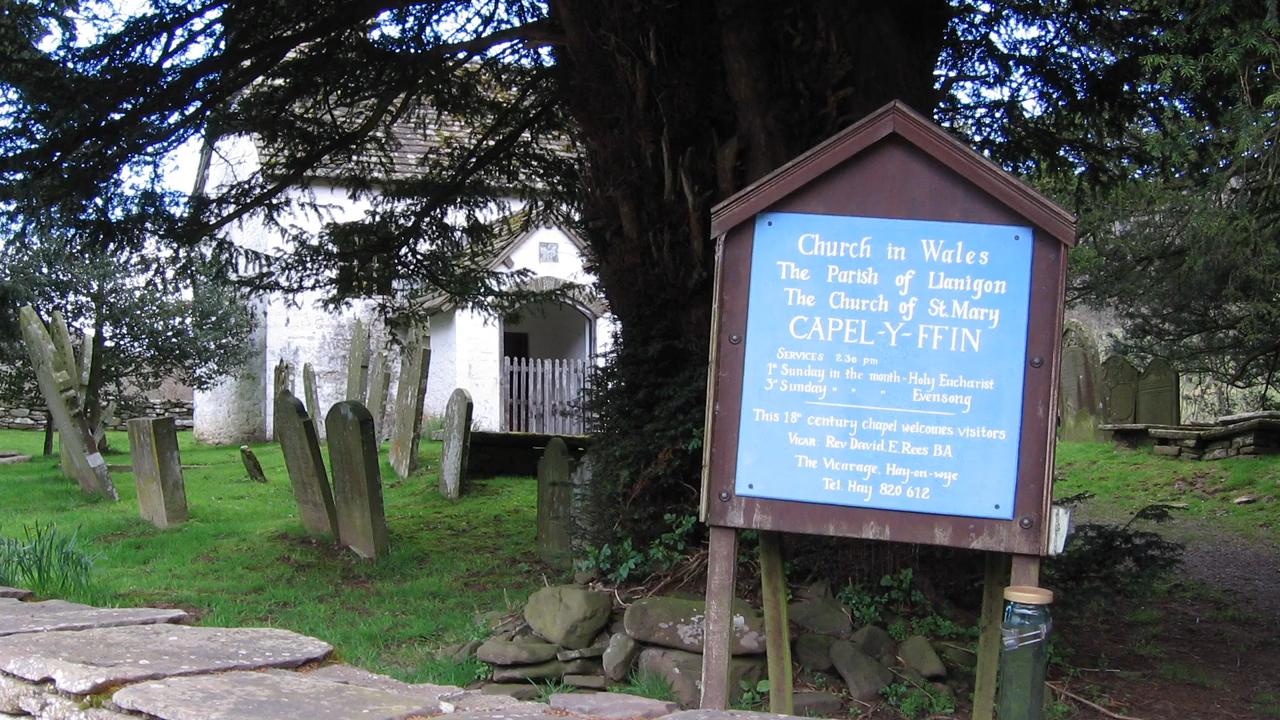 Church in Wales
The Parish of Llanigon
The Church of St. Mary
CAPEL-Y-FFIN
SERVICES 2.30 pm
1st Sunday in the month - Holy Eucharist
3rd Sunday " " " Evensong
This 18th century chapel welcomes visitors
VICAR: REV DAVID. E. REES BA
The Vicarage, Hay-on-wye
Tel. Hay 820 612